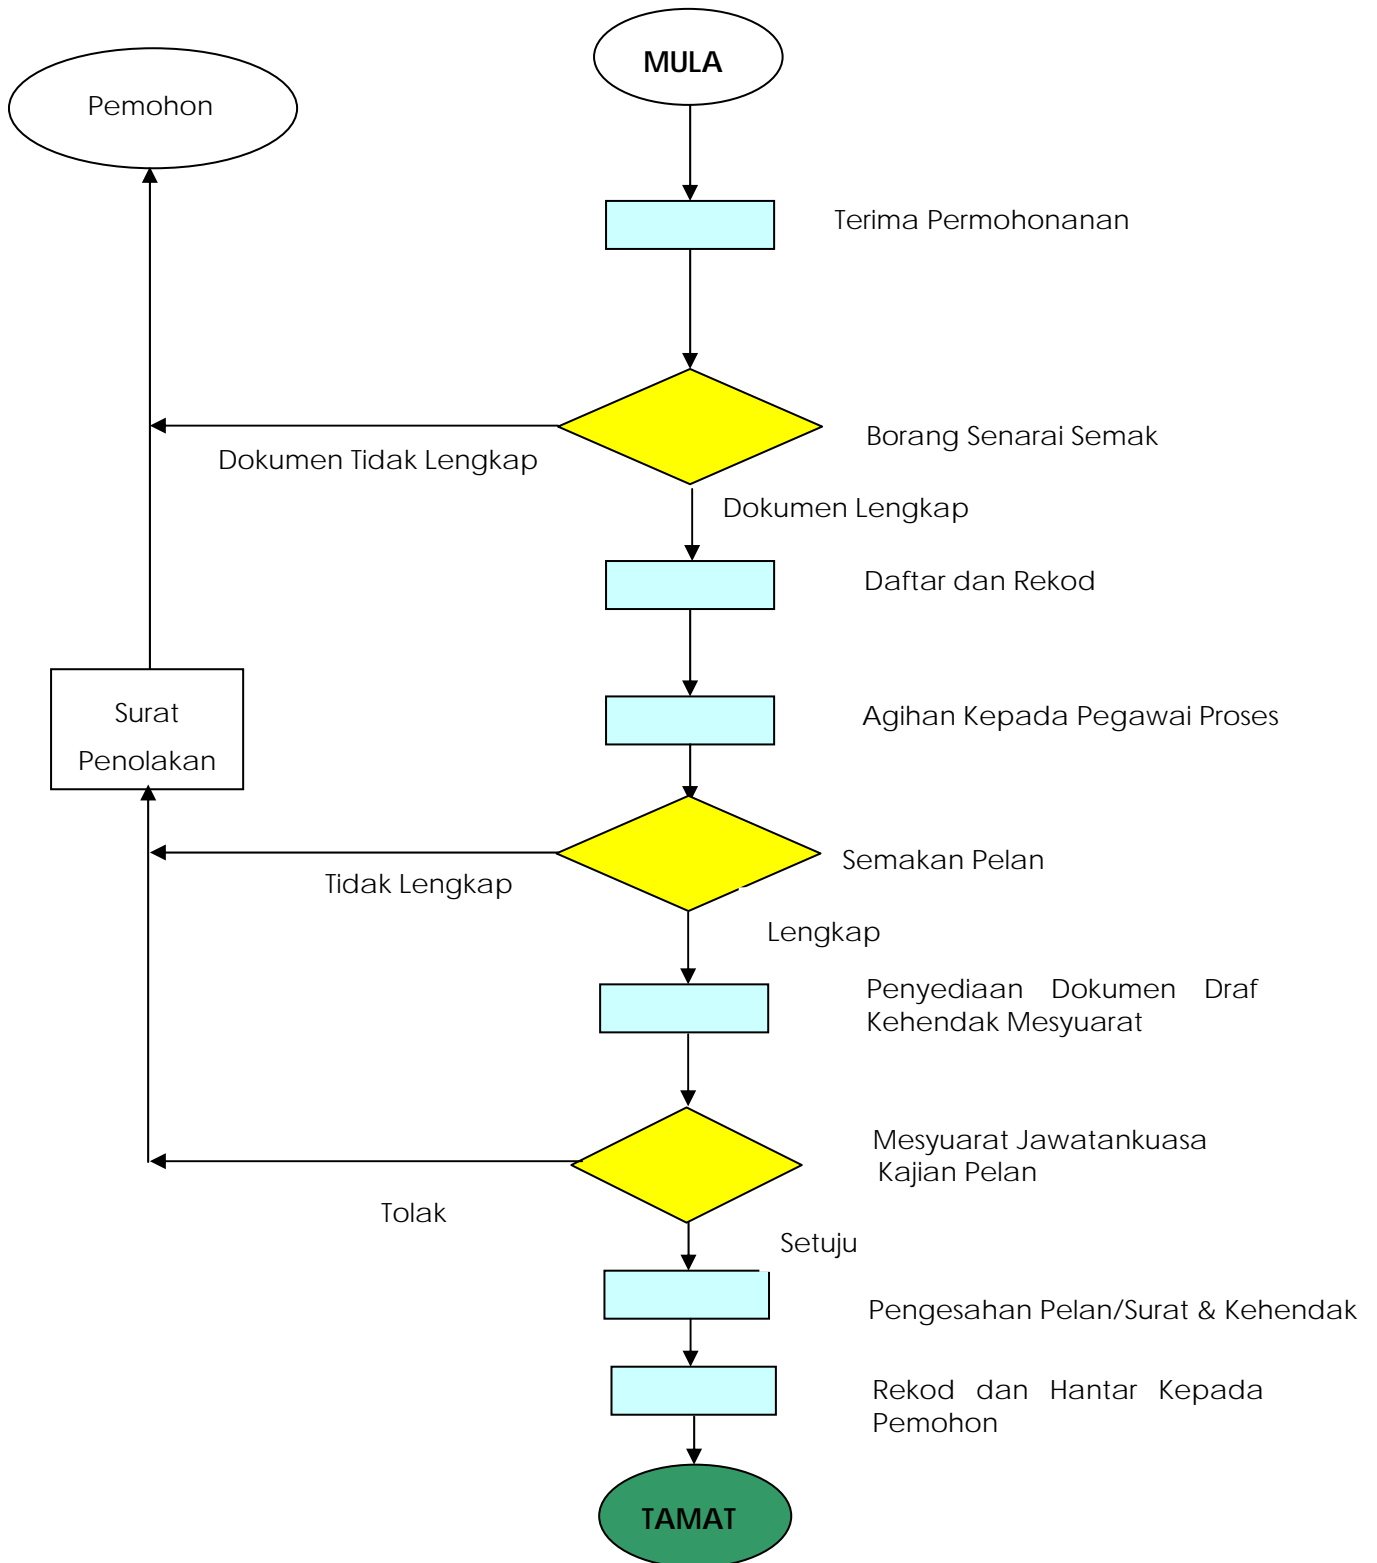 MULA
Pemohon
Terima Permohonanan
Borang Senarai Semak
Dokumen Tidak Lengkap
Dokumen Lengkap
Daftar dan Rekod
Surat
Penolakan
Agihan Kepada Pegawai Proses
Semakan Pelan
Tidak Lengkap
Lengkap
Penyediaan Dokumen Draf
Kehendak Mesyuarat
Mesyuarat Jawatankuasa
Kajian Pelan
Tolak
Setuju
Pengesahan Pelan/Surat & Kehendak
Rekod dan Hantar Kepada
Pemohon
TAMAT